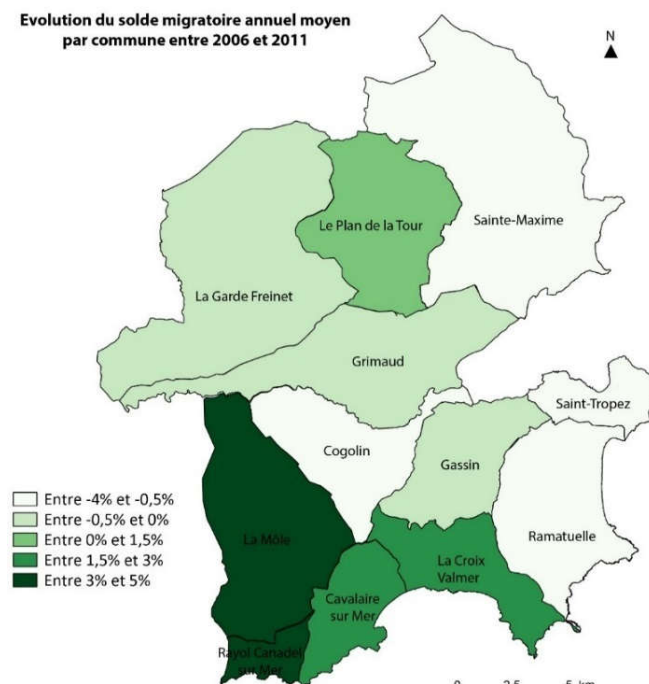 Evolution du solde migratoire annuel moyen
par commune entre 2006 et 2011
N
Le Plan de la Tour
Sainte-Maxime
La Garde Freinet
Grimaud
Saint-Tropez
Cogolin
Gassin
Ramatuelle
La Môle
La Croix
Valmer
Cavalaire
sur Mer
Rayol Canadel
sur Mer
Entre -4% et -0,5%
Entre -0,5% et 0%
Entre 0% et 1,5%
Entre 1,5% et 3%
Entre 3% et 5%
0 2,5 5 km